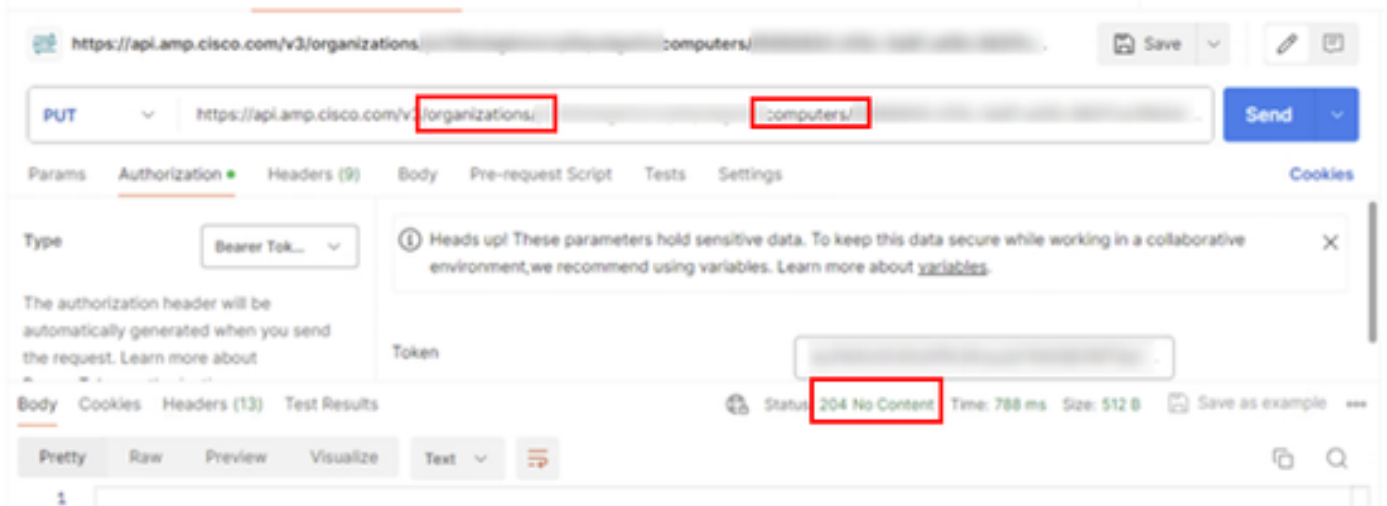 https://api.amp.cisco.com/v3/organizations/ computers/ Save
PUT https://api.amp.cisco.com/v3/organizations/ computers/ Send
Params Authorization Headers (9) Body Pre-request Script Tests Settings Cookies
Type Bearer Tok... Heads up! These parameters hold sensitive data. To keep this data secure while working in a collaborative
environment,we recommend using variables. Learn more about variables.
The authorization header will be
automatically generated when you send
the request. Learn more about
Token
Body Cookies Headers (13) Test Results Status 204 No Content Time: 788 ms Size: 512 B Save as example
Pretty Raw Preview Visualize Text
1